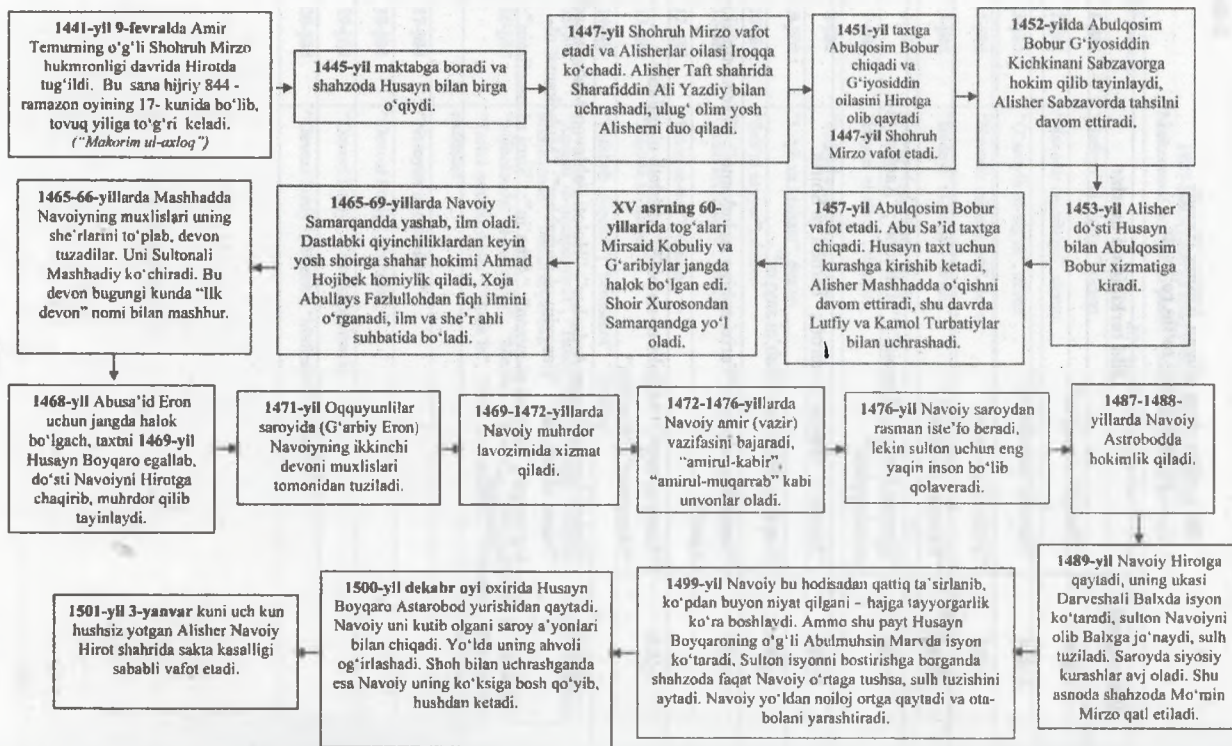 1441-yil 9-fevralda Amir
Temurning o‘g‘li Shohruh Mirzo
hukmronligi davrida Hirotda
tug‘ildi. Bu sana hijriy 844 -
ramazon oyining 17- kunida bo‘lib,
tovuq yiliga to‘g‘ri keladi.
(“Makorim ul-axloq”)
1445-yil maktabga boradi va
shahzoda Husayn bilan birga
o‘qiydi.
1447-yil Shohruh Mirzo vafot
etadi va Alisherlar oilasi Iroqqa
ko‘chadi. Alisher Taft shahrida
Sharafiddin Ali Yazdiy bilan
uchrashadi, ulug‘ olim yosh
Alisherni duo qiladi.
1451-yil taxtga
Abulqosim Bobur
chiqadi va
G‘iyosiddin
oilasini Hirotga
olib qaytadi
1447-yil Shohruh
Mirzo vafot etadi.
1452-yilda Abulqosim
Bobur G‘iyosiddin
Kichkinani Sabzavorga
hokim qilib tayinlaydi,
Alisher Sabzavorda tahsilni
davom ettiradi.
1453-yil Alisher
do‘sti Husayn
bilan Abulqosim
Bobur xizmatiga
kiradi.
1457-yil Abulqosim Bobur
vafot etadi. Abu Sa’id taxtga
chiqadi. Husayn taxt uchun
kurashga kirishib ketadi,
Alisher Mashhadda o‘qishni
davom ettiradi, shu davrda
Lutfiy va Kamol Turbatiylar
bilan uchrashadi.
XV asrning 60-
yillarida tog‘alari
Mirsaid Kobuliy va
G‘aribiylar jangda
halok bo‘lgan edi.
Shoir Xurosondan
Samarqandga yo‘l
oladi.
1465-69-yillarda Navoiy
Samarqandda yashab, ilm oladi.
Dastlabki qiyinchiliklardan keyin
yosh shoirga shahar hokimi Ahmad
Hojibek homiylik qiladi, Xoja
Abullays Fazlullohdan fiqh ilmini
o‘rganadi, ilm va she’r ahli
suhbatida bo‘ladi.
1465-66-yillarda Mashhadda
Navoiyning muxlislari uning
she’rlarini to‘plab, devon
tuzadilar. Uni Sultonali
Mashhadiy ko‘chiradi. Bu
devon bugungi kunda “Ilk
devon” nomi bilan mashhur.
1468-yil Abusa’id Eron
uchun jangda halok
bo‘lgach, taxtni 1469-yil
Husayn Boyqaro egallab,
do‘sti Navoiyni Hirotga
chaqirib, muhrdor qilib
tayinlaydi.
1471-yil Oqquyunlilar
saroyida (G‘arbiy Eron)
Navoiyning ikkinchi
devoni muxlislari
tomonidan tuziladi.
1469-1472-yillarda
Navoiy muhrdor
lavozimida xizmat
qiladi.
1472-1476-yillarda
Navoiy amir (vazir)
vazifasini bajaradi,
“amirul-kabir”,
“amirul-muqarrab” kabi
unvonlar oladi.
1476-yil Navoiy saroydan
rasman iste’fo beradi,
lekin sulton uchun eng
yaqin inson bo‘lib
qolaveradi.
1487-1488-
yillarda Navoiy
Astrobodda
hokimlik qiladi.
1489-yil Navoiy Hirotga
qaytadi, uning ukasi
Darveshali Balxda isyon
ko‘taradi, sulton Navoiyni
olib Balxga jo‘naydi, sulh
tuziladi. Saroyda siyosiy
kurashlar avj oladi. Shu
asnoda shahzoda Mo‘min
Mirzo qatl etiladi.
1499-yil Navoiy bu hodisadan qattiq ta’sirlanib,
ko‘pdan buyon niyat qilgani – hajga tayyorgarlik
ko‘ra boshlaydi. Ammo shu payt Husayn
Boyqaroning o‘g‘li Abulmuhsin Marvda isyon
ko‘taradi. Sulton isyonni bostirishga borganda
shahzoda faqat Navoiy o‘rtaga tushsa, sulh tuzishini
aytadi. Navoiy yo‘ldan noiloj ortga qaytadi va ota-
bolani yarashtiradi.
1500-yil dekabr oyi oxirida Husayn
Boyqaro Astarobod yurishidan qaytadi.
Navoiy uni kutib olgani saroy a’yonlari
bilan chiqadi. Yo‘lda uning ahvoli
og‘irlashadi. Shoh bilan uchrashganda
esa Navoiy uning ko‘ksiga bosh qo‘yib,
hushdan ketadi.
1501-yil 3-yanvar kuni uch kun
hushsiz yotgan Alisher Navoiy
Hirot shahrida sakta kasalligi
sababli vafot etadi.